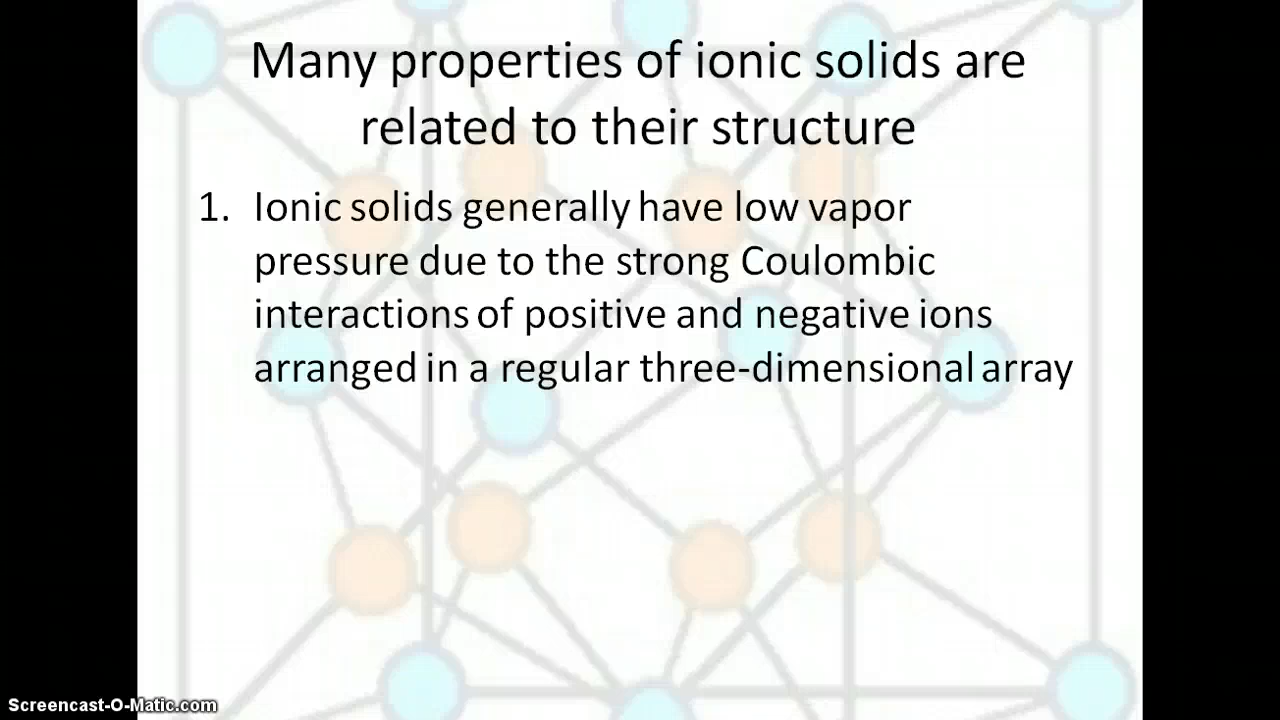 Many properties of ionic solids are
related to their structure
1. Ionic solids generally have low vapor
pressure due to the strong Coulombic
interactions of positive and negative ions
arranged in a regular three-dimensional array
Screencast-O-Matic.com